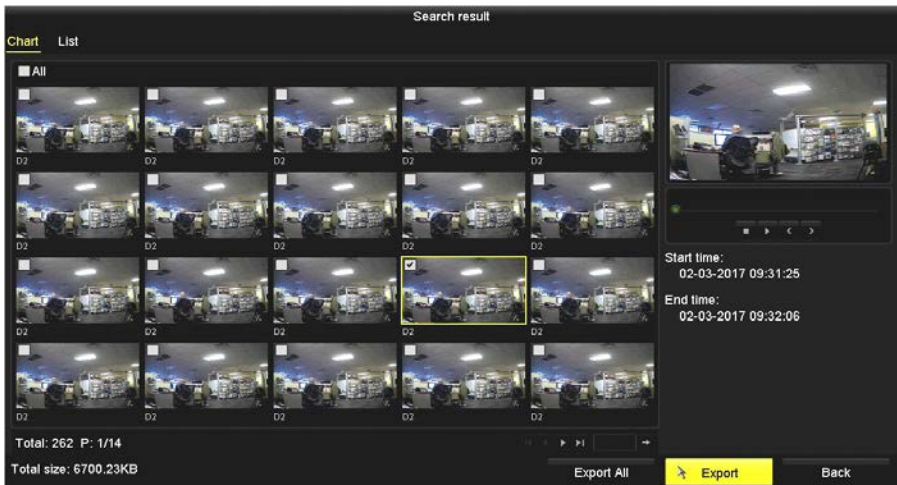 Search result
Chart List
All
D2 D2 D2 D2 D2
D2 D2 D2 D2 D2
D2 D2 D2 D2 D2
D2 D2 D2 D2 D2
Start time:
02-03-2017 09:31:25
End time:
02-03-2017 09:32:06
Total: 262 P: 1/14
Total size: 6700.23KB
Export All Export Back